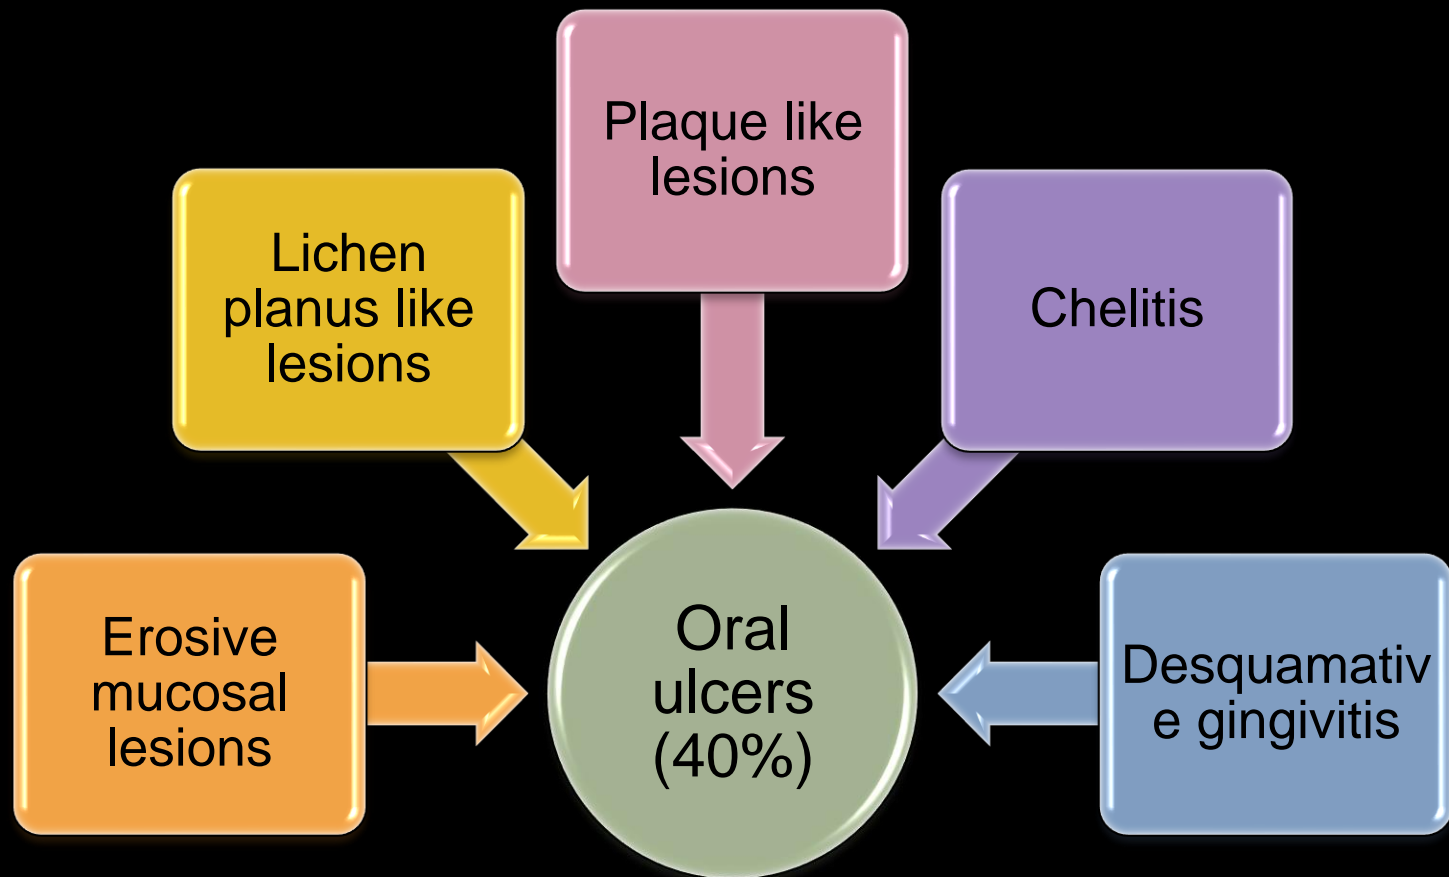 Plaque like
lesions
Lichen
planus like
lesions
Chelitis
Erosive
mucosal
lesions
Oral
ulcers
(40%)
Desquamativ
e gingivitis